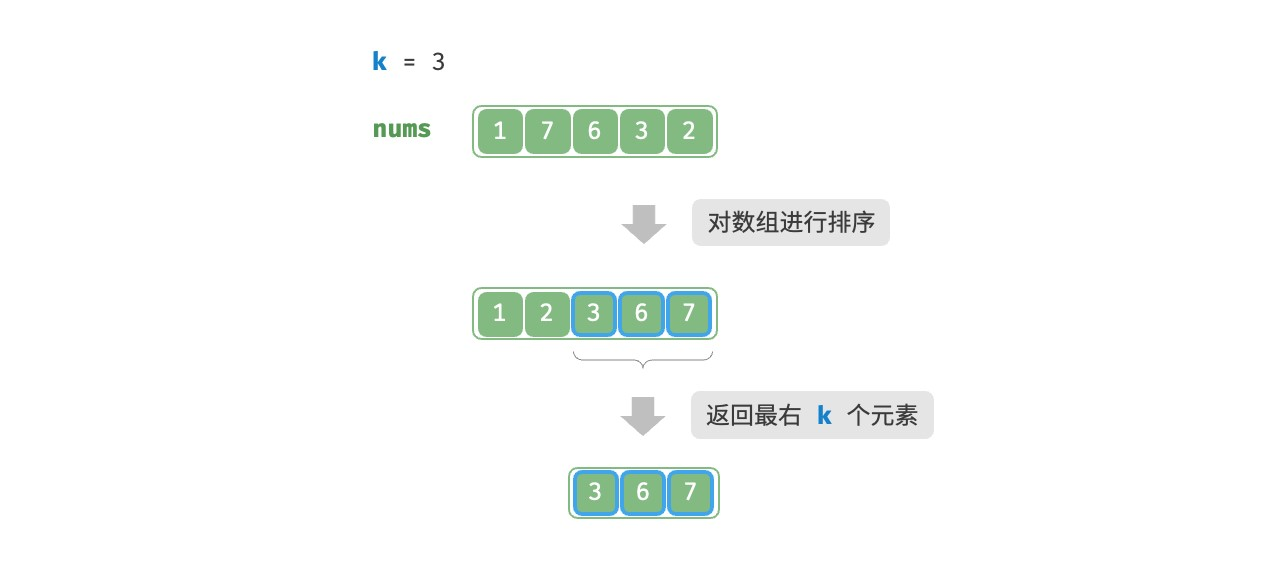 k = 3
nums 1 7 6 3 2
对数组进行排序
1 2 3 6 7
返回最右 k 个元素
3 6 7